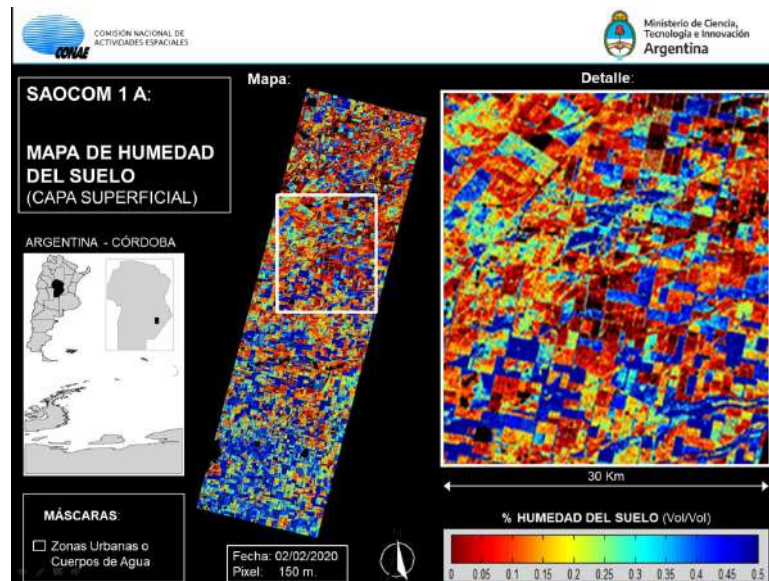 CONAE
COMISIÓN NACIONAL DE
ACTIVIDADES ESPACIALES
Ministerio de Ciencia,
Tecnología e Innovación
Argentina
SAOCOM 1 A:
MAPA DE HUMEDAD
DEL SUELO
(CAPA SUPERFICIAL)
ARGENTINA - CÓRDOBA
MÁSCARAS:
Zonas Urbanas o
Cuerpos de Agua
Mapa:
Fecha: 02/02/2020
Pixel: 150 m.
Detalle:
30 Km
% HUMEDAD DEL SUELO (Vol/Vol)
0 0.05 0.1 0.15 0.2 0.25 0.3 0.35 0.4 0.45 0.5